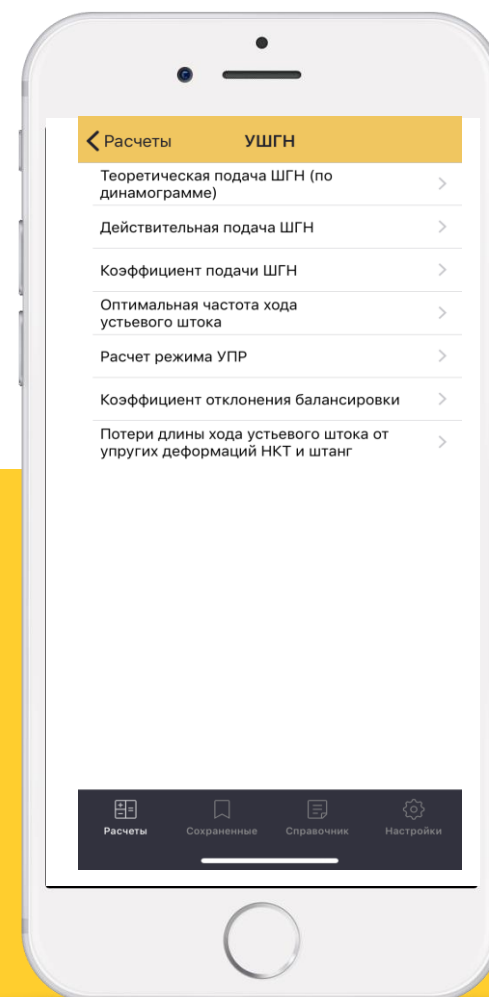 Расчеты УШГН
Теоретическая подача ШГН (по
динамограмме)
Действительная подача ШГН
Коэффициент подачи ШГН
Оптимальная частота хода
устьевого штока
Расчет режима УПР
Коэффициент отклонения балансировки
Потери длины хода устьевого штока от
упругих деформаций НКТ и штанг
Расчеты Сохраненные Справочник Настройки